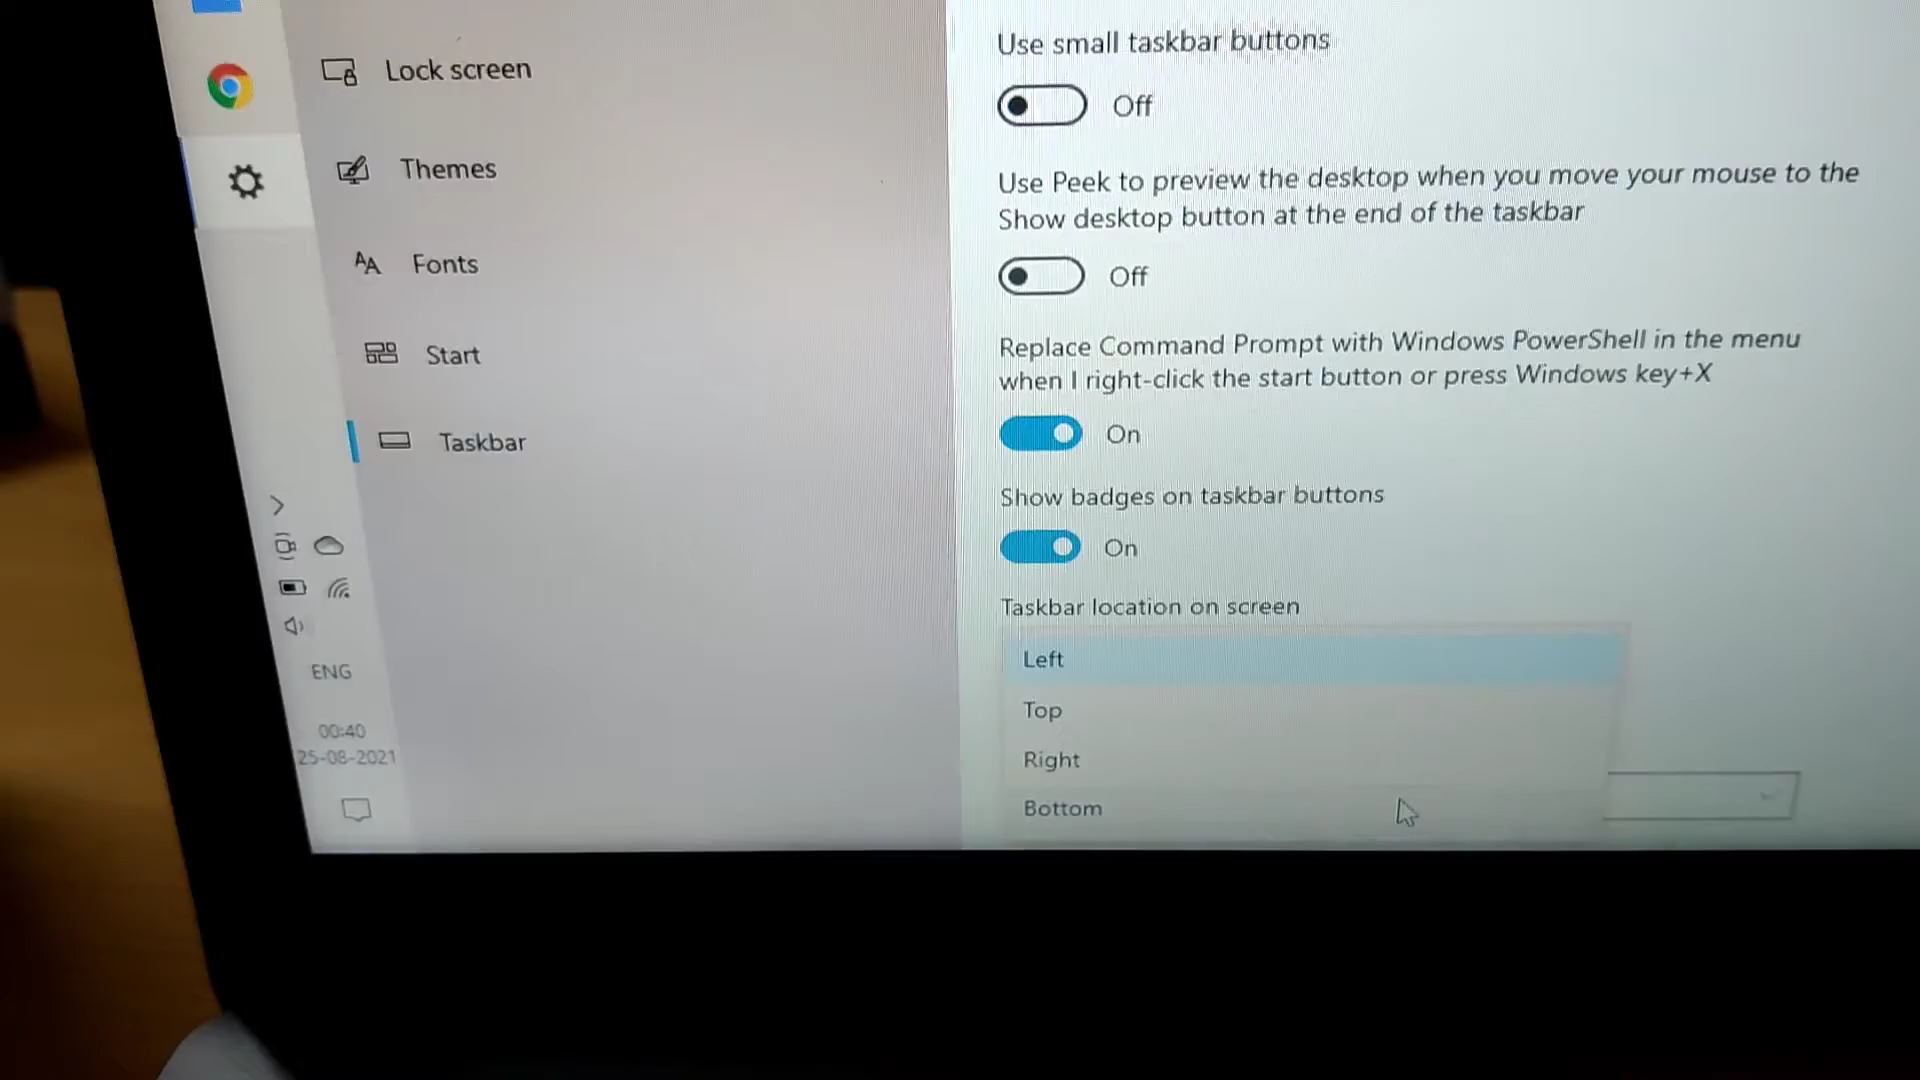 Lock screen
Themes
Fonts
Start
Taskbar
ENG
00:40
25-08-2021
Use small taskbar buttons
Off
Use Peek to preview the desktop when you move your mouse to the
Show desktop button at the end of the taskbar
Off
Replace Command Prompt with Windows PowerShell in the menu
when I right-click the start button or press Windows key+X
On
Show badges on taskbar buttons
On
Taskbar location on screen
Left
Top
Right
Bottom